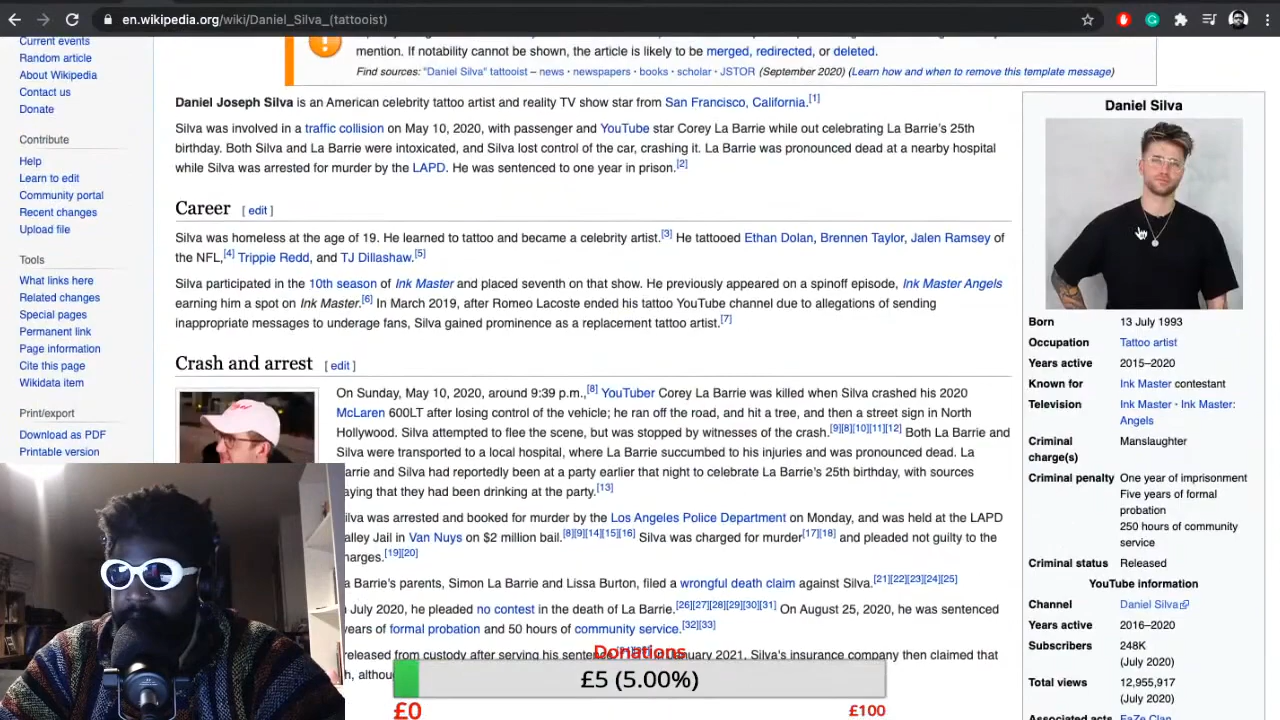 en.wikipedia.org/wiki/Daniel_Silva_(tattooist)
Current events
Random article
About Wikipedia
Contact us
Donate
Contribute
Help
Learn to edit
Community portal
Recent changes
Upload file
Tools
What links here
Related changes
Special pages
Permanent link
Page information
Cite this page
Wikidata item
Print/export
Download as PDF
Printable version
mention. If notability cannot be shown, the article is likely to be merged, redirected, or deleted.
Find sources: "Daniel Silva" tattooist – news · newspapers · books · scholar · JSTOR (September 2020) (Learn how and when to remove this template message)
Daniel Joseph Silva is an American celebrity tattoo artist and reality TV show star from San Francisco, California.[1]
Silva was involved in a traffic collision on May 10, 2020, with passenger and YouTube star Corey La Barrie while out celebrating La Barrie's 25th
birthday. Both Silva and La Barrie were intoxicated, and Silva lost control of the car, crashing it. La Barrie was pronounced dead at a nearby hospital
while Silva was arrested for murder by the LAPD. He was sentenced to one year in prison.[2]
Career [ edit ]
Silva was homeless at the age of 19. He learned to tattoo and became a celebrity artist.[3] He tattooed Ethan Dolan, Brennen Taylor, Jalen Ramsey of
the NFL,[4] Trippie Redd, and TJ Dillashaw.[5]
Silva participated in the 10th season of Ink Master and placed seventh on that show. He previously appeared on a spinoff episode, Ink Master Angels
earning him a spot on Ink Master.[6] In March 2019, after Romeo Lacoste ended his tattoo YouTube channel due to allegations of sending
inappropriate messages to underage fans, Silva gained prominence as a replacement tattoo artist.[7]
Crash and arrest [ edit ]
On Sunday, May 10, 2020, around 9:39 p.m.,[8] YouTuber Corey La Barrie was killed when Silva crashed his 2020
McLaren 600LT after losing control of the vehicle; he ran off the road, and hit a tree, and then a street sign in North
Hollywood. Silva attempted to flee the scene, but was stopped by witnesses of the crash.[9][8][10][11][12] Both La Barrie and
Silva were transported to a local hospital, where La Barrie succumbed to his injuries and was pronounced dead. La
arrie and Silva had reportedly been at a party earlier that night to celebrate La Barrie's 25th birthday, with sources
aying that they had been drinking at the party.[13]
ilva was arrested and booked for murder by the Los Angeles Police Department on Monday, and was held at the LAPD
alley Jail in Van Nuys on $2 million bail.[8][9][14][15][16] Silva was charged for murder[17][18] and pleaded not guilty to the
harges.[19][20]
a Barrie's parents, Simon La Barrie and Lissa Burton, filed a wrongful death claim against Silva.[21][22][23][24][25]
July 2020, he pleaded no contest in the death of La Barrie.[26][27][28][29][30][31] On August 25, 2020, he was sentenced
years of formal probation and 50 hours of community service.[32][33]
released from custody after serving his sentence January 2021, Silva's insurance company then claimed that
Donations
£5 (5.00%)
£0
£100
Daniel Silva
Born 13 July 1993
Occupation Tattoo artist
Years active 2015–2020
Known for Ink Master contestant
Television Ink Master · Ink Master:
Angels
Criminal charge(s) Manslaughter
Criminal penalty One year of imprisonment
Five years of formal
probation
250 hours of community
service
Criminal status Released
YouTube information
Channel Daniel Silva
Years active 2016–2020
Subscribers 248K
(July 2020)
Total views 12,955,917
(July 2020)
Associated acts FaZe Clan